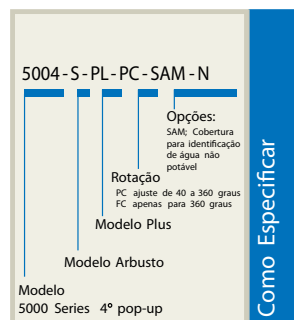 5004-S-PL-PC-SAM-N
Opções:
SAM; Cobertura
para identificação
de água não
potável
Rotação
PC ajuste de 40 a 360 graus
FC apenas para 360 graus
Modelo Plus
Modelo Arbusto
Modelo
5000 Series 4º pop-up
Como Especificar